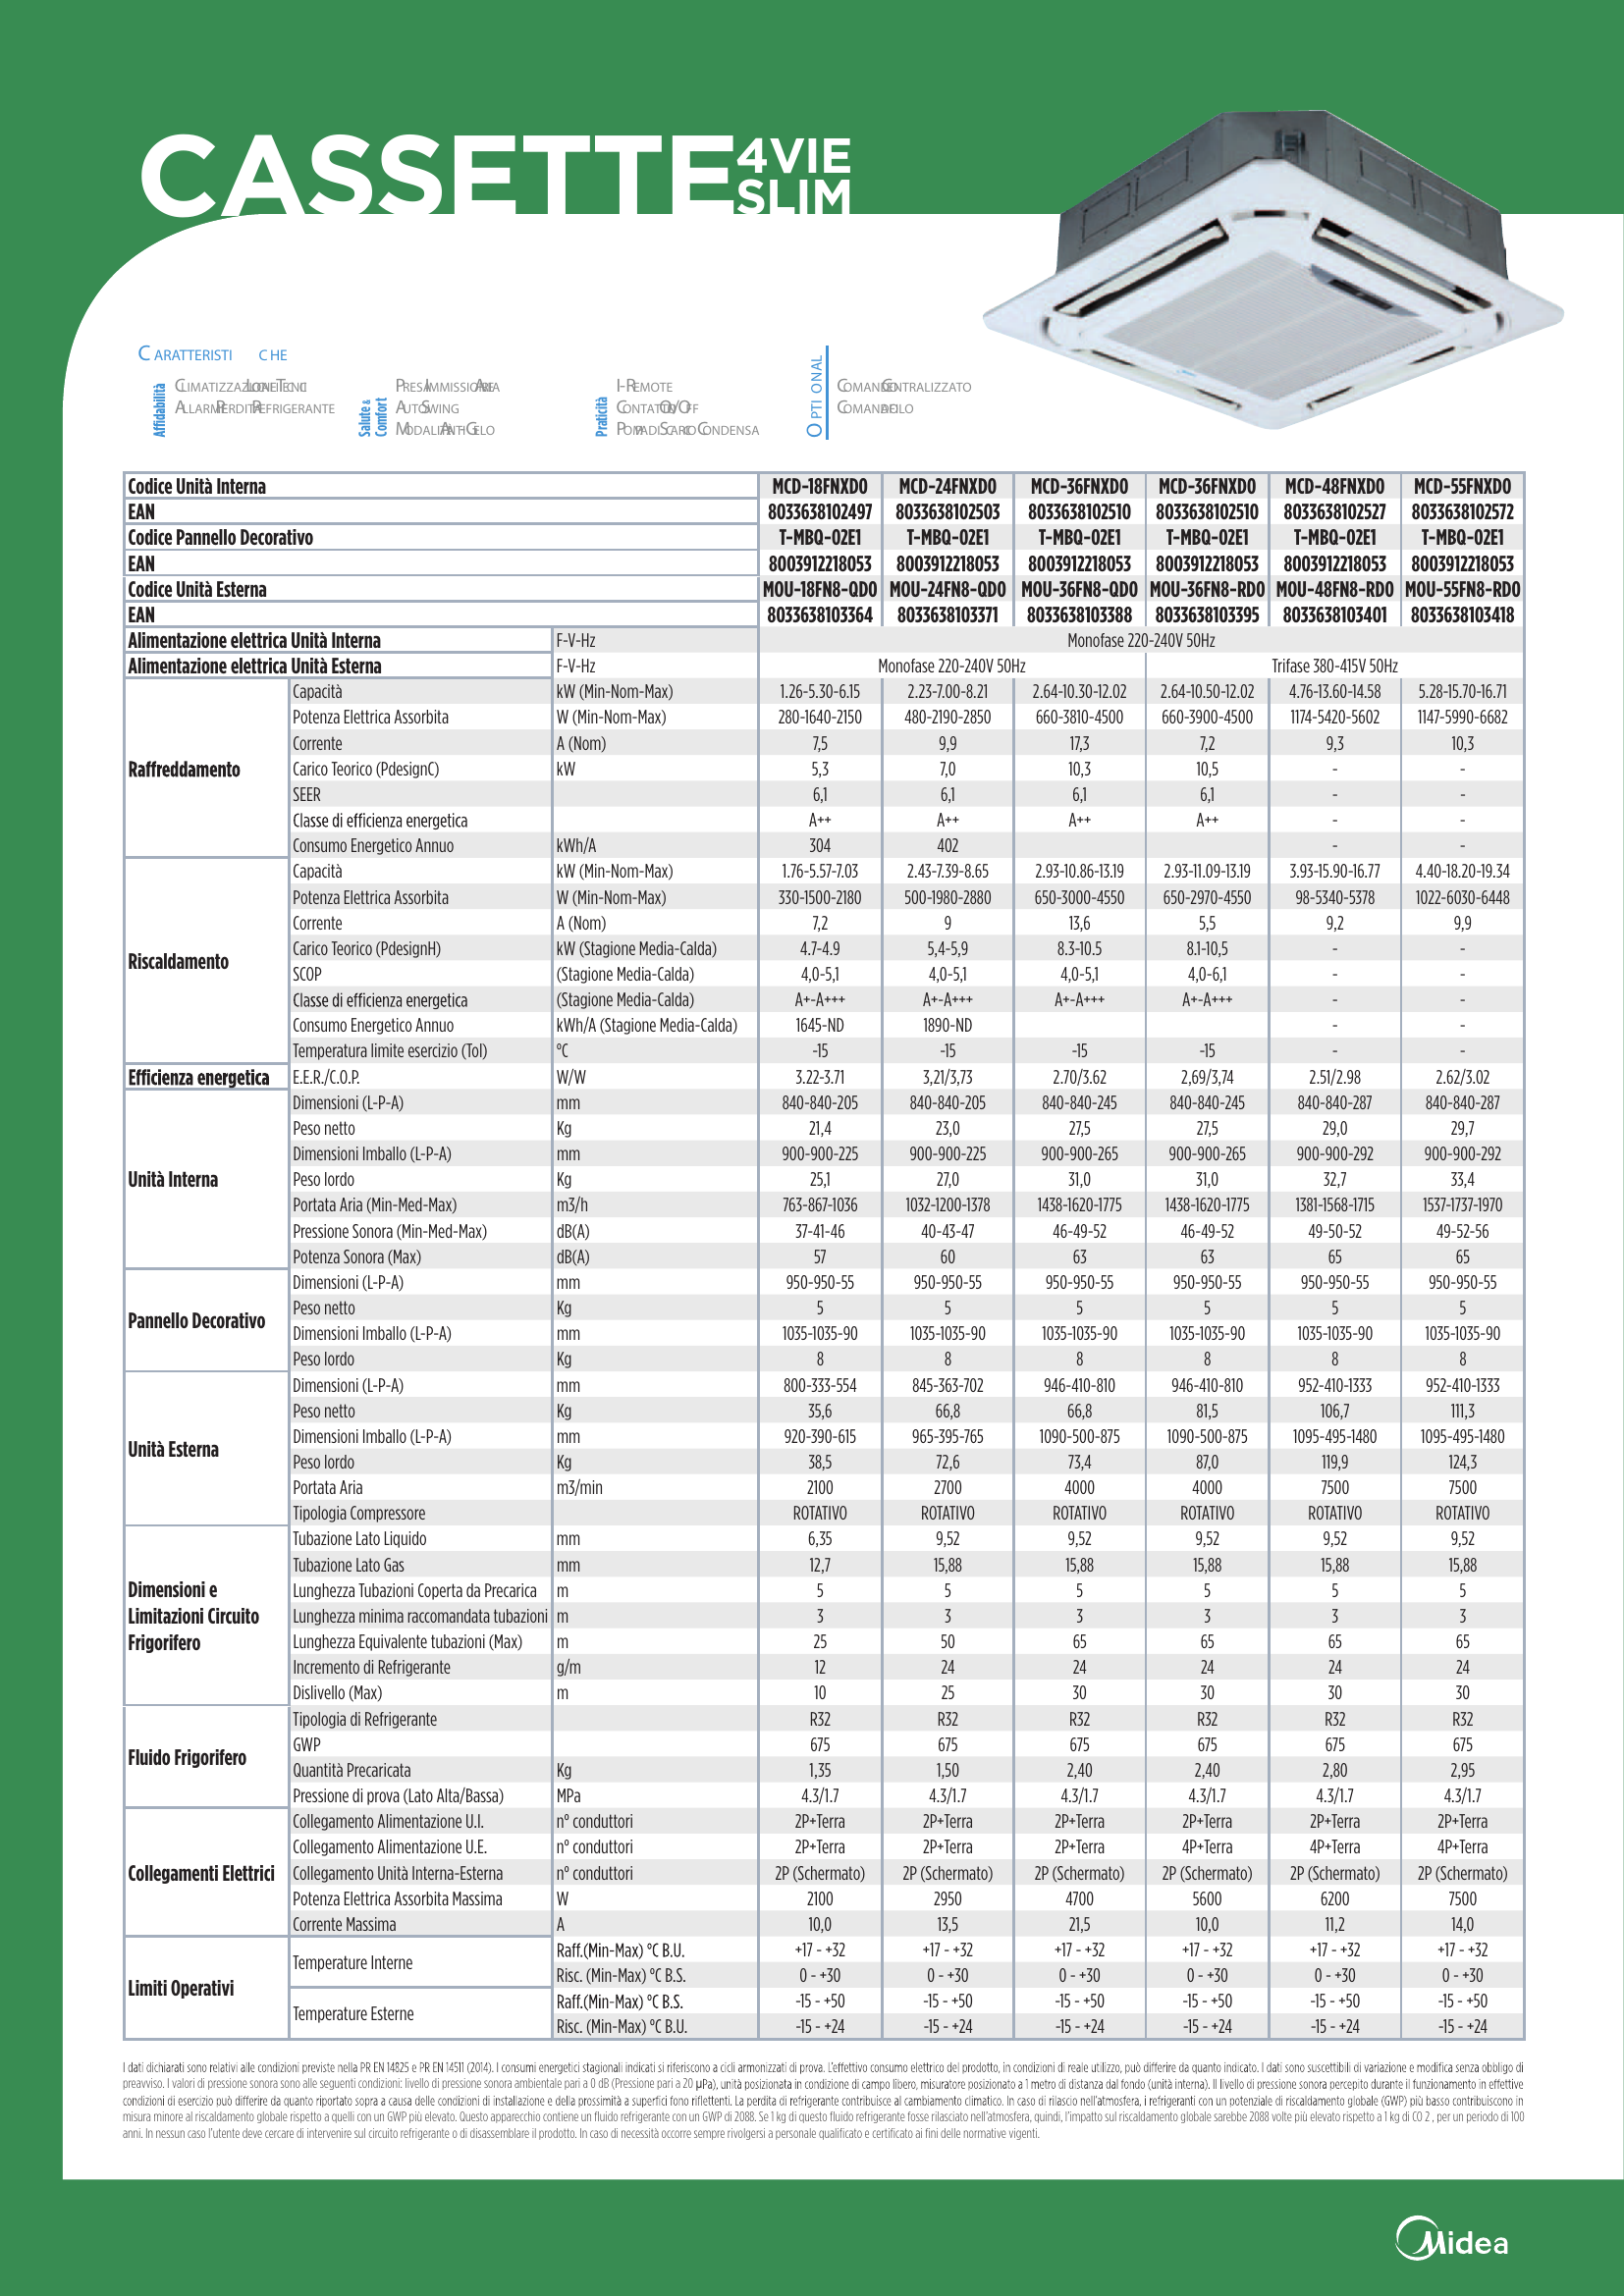 CASSETTE 4VIE
SLIM
CARATTERISTICHE
Affidabilità
Salute & Comfort
Praticità
OPTIONAL
I-REMOTE
Codice Unità Interna MCD-18FNXD0 MCD-24FNXD0 MCD-36FNXD0 MCD-36FNXD0 MCD-48FNXD0 MCD-55FNXD0
EAN 8033638102497 8033638102503 8033638102510 8033638102510 8033638102527 8033638102572
Codice Pannello Decorativo T-MBQ-02E1 T-MBQ-02E1 T-MBQ-02E1 T-MBQ-02E1 T-MBQ-02E1 T-MBQ-02E1
EAN 8003912218053 8003912218053 8003912218053 8003912218053 8003912218053 8003912218053
Codice Unità Esterna MOU-18FN8-QD0 MOU-24FN8-QD0 MOU-36FN8-QD0 MOU-36FN8-RD0 MOU-48FN8-RD0 MOU-55FN8-RD0
EAN 8033638103364 8033638103371 8033638103388 8033638103395 8033638103401 8033638103418
Alimentazione elettrica Unità Interna F-V-Hz Monofase 220-240V 50Hz
Alimentazione elettrica Unità Esterna F-V-Hz Monofase 220-240V 50Hz Trifase 380-415V 50Hz
Raffreddamento
Capacità kW (Min-Nom-Max) 1.26-5.30-6.15 2.23-7.00-8.21 2.64-10.30-12.02 2.64-10.50-12.02 4.76-13.60-14.58 5.28-15.70-16.71
Potenza Elettrica Assorbita W (Min-Nom-Max) 280-1640-2150 480-2190-2850 660-3810-4500 660-3900-4500 1174-5420-5602 1147-5990-6682
Corrente A (Nom) 7,5 9,9 17,3 7,2 9,3 10,3
Carico Teorico (PdesignC) kW 5,3 7,0 10,3 10,5 - -
SEER 6,1 6,1 6,1 6,1 - -
Classe di efficienza energetica A++ A++ A++ A++ - -
Consumo Energetico Annuo kWh/A 304 402 - -
Riscaldamento
Capacità kW (Min-Nom-Max) 1.76-5.57-7.03 2.43-7.39-8.65 2.93-10.86-13.19 2.93-11.09-13.19 3.93-15.90-16.77 4.40-18.20-19.34
Potenza Elettrica Assorbita W (Min-Nom-Max) 330-1500-2180 500-1980-2880 650-3000-4550 650-2970-4550 98-5340-5378 1022-6030-6448
Corrente A (Nom) 7,2 9 13,6 5,5 9,2 9,9
Carico Teorico (PdesignH) kW (Stagione Media-Calda) 4.7-4.9 5,4-5,9 8.3-10.5 8.1-10,5 - -
SCOP (Stagione Media-Calda) 4,0-5,1 4,0-5,1 4,0-5,1 4,0-6,1 - -
Classe di efficienza energetica (Stagione Media-Calda) A+-A+++ A+-A+++ A+-A+++ A+-A+++ - -
Consumo Energetico Annuo kWh/A (Stagione Media-Calda) 1645-ND 1890-ND - -
Temperatura limite esercizio (Tol) °C -15 -15 -15 -15 - -
Efficienza energetica E.E.R./C.O.P. W/W 3.22-3.71 3,21/3,73 2.70/3.62 2,69/3,74 2.51/2.98 2.62/3.02
Unità Interna
Dimensioni (L-P-A) mm 840-840-205 840-840-205 840-840-245 840-840-245 840-840-287 840-840-287
Peso netto Kg 21,4 23,0 27,5 27,5 29,0 29,7
Dimensioni Imballo (L-P-A) mm 900-900-225 900-900-225 900-900-265 900-900-265 900-900-292 900-900-292
Peso lordo Kg 25,1 27,0 31,0 31,0 32,7 33,4
Portata Aria (Min-Med-Max) m3/h 763-867-1036 1032-1200-1378 1438-1620-1775 1438-1620-1775 1381-1568-1715 1537-1737-1970
Pressione Sonora (Min-Med-Max) dB(A) 37-41-46 40-43-47 46-49-52 46-49-52 49-50-52 49-52-56
Potenza Sonora (Max) dB(A) 57 60 63 63 65 65
Pannello Decorativo
Dimensioni (L-P-A) mm 950-950-55 950-950-55 950-950-55 950-950-55 950-950-55 950-950-55
Peso netto Kg 5 5 5 5 5 5
Dimensioni Imballo (L-P-A) mm 1035-1035-90 1035-1035-90 1035-1035-90 1035-1035-90 1035-1035-90 1035-1035-90
Peso lordo Kg 8 8 8 8 8 8
Unità Esterna
Dimensioni (L-P-A) mm 800-333-554 845-363-702 946-410-810 946-410-810 952-410-1333 952-410-1333
Peso netto Kg 35,6 66,8 66,8 81,5 106,7 111,3
Dimensioni Imballo (L-P-A) mm 920-390-615 965-395-765 1090-500-875 1090-500-875 1095-495-1480 1095-495-1480
Peso lordo Kg 38,5 72,6 73,4 87,0 119,9 124,3
Portata Aria m3/min 2100 2700 4000 4000 7500 7500
Tipologia Compressore ROTATIVO ROTATIVO ROTATIVO ROTATIVO ROTATIVO ROTATIVO
Dimensioni e Limitazioni Circuito Frigorifero
Tubazione Lato Liquido mm 6,35 9,52 9,52 9,52 9,52 9,52
Tubazione Lato Gas mm 12,7 15,88 15,88 15,88 15,88 15,88
Lunghezza Tubazioni Coperta da Precarica m 5 5 5 5 5 5
Lunghezza minima raccomandata tubazioni m 3 3 3 3 3 3
Lunghezza Equivalente tubazioni (Max) m 25 50 65 65 65 65
Incremento di Refrigerante g/m 12 24 24 24 24 24
Dislivello (Max) m 10 25 30 30 30 30
Fluido Frigorifero
Tipologia di Refrigerante R32 R32 R32 R32 R32 R32
GWP 675 675 675 675 675 675
Quantità Precaricata Kg 1,35 1,50 2,40 2,40 2,80 2,95
Pressione di prova (Lato Alta/Bassa) MPa 4.3/1.7 4.3/1.7 4.3/1.7 4.3/1.7 4.3/1.7 4.3/1.7
Collegamenti Elettrici
Collegamento Alimentazione U.I. n° conduttori 2P+Terra 2P+Terra 2P+Terra 2P+Terra 2P+Terra 2P+Terra
Collegamento Alimentazione U.E. n° conduttori 2P+Terra 2P+Terra 2P+Terra 4P+Terra 4P+Terra 4P+Terra
Collegamento Unità Interna-Esterna n° conduttori 2P (Schermato) 2P (Schermato) 2P (Schermato) 2P (Schermato) 2P (Schermato) 2P (Schermato)
Potenza Elettrica Assorbita Massima W 2100 2950 4700 5600 6200 7500
Corrente Massima A 10,0 13,5 21,5 10,0 11,2 14,0
Limiti Operativi
Temperature Interne Raff.(Min-Max) °C B.U. +17 - +32 +17 - +32 +17 - +32 +17 - +32 +17 - +32 +17 - +32
Risc. (Min-Max) °C B.S. 0 - +30 0 - +30 0 - +30 0 - +30 0 - +30 0 - +30
Temperature Esterne Raff.(Min-Max) °C B.S. -15 - +50 -15 - +50 -15 - +50 -15 - +50 -15 - +50 -15 - +50
Risc. (Min-Max) °C B.U. -15 - +24 -15 - +24 -15 - +24 -15 - +24 -15 - +24 -15 - +24
I dati dichiarati sono relativi alle condizioni previste nella PR EN 14825 e PR EN 14511 (2014). I consumi energetici stagionali indicati si riferiscono a cicli armonizzati di prova. L'effettivo consumo elettrico del prodotto, in condizioni di reale utilizzo, può differire da quanto indicato. I dati sono suscettibili di variazione e modifica senza obbligo di
preavviso. I valori di pressione sonora sono alle seguenti condizioni: livello di pressione sonora ambientale pari a 0 dB (Pressione pari a 20 µPa), unità posizionata in condizione di campo libero, misuratore posizionato a 1 metro di distanza dal fondo (unità interna). Il livello di pressione sonora percepito durante il funzionamento in effettive
condizioni di esercizio può differire da quanto riportato sopra a causa delle condizioni di installazione e della prossimità a superfici fono riflettenti. La perdita di refrigerante contribuisce al cambiamento climatico. In caso di rilascio nell'atmosfera, i refrigeranti con un potenziale di riscaldamento globale (GWP) più basso contribuiscono in
misura minore al riscaldamento globale rispetto a quelli con un GWP più elevato. Questo apparecchio contiene un fluido refrigerante con un GWP di 2088. Se 1 kg di questo fluido refrigerante fosse rilasciato nell'atmosfera, quindi, l'impatto sul riscaldamento globale sarebbe 2088 volte più elevato rispetto a 1 kg di CO 2 , per un periodo di 100
anni. In nessun caso l'utente deve cercare di intervenire sul circuito refrigerante o di disassemblare il prodotto. In caso di necessità occorre sempre rivolgersi a personale qualificato e certificato ai fini delle normative vigenti.
Midea